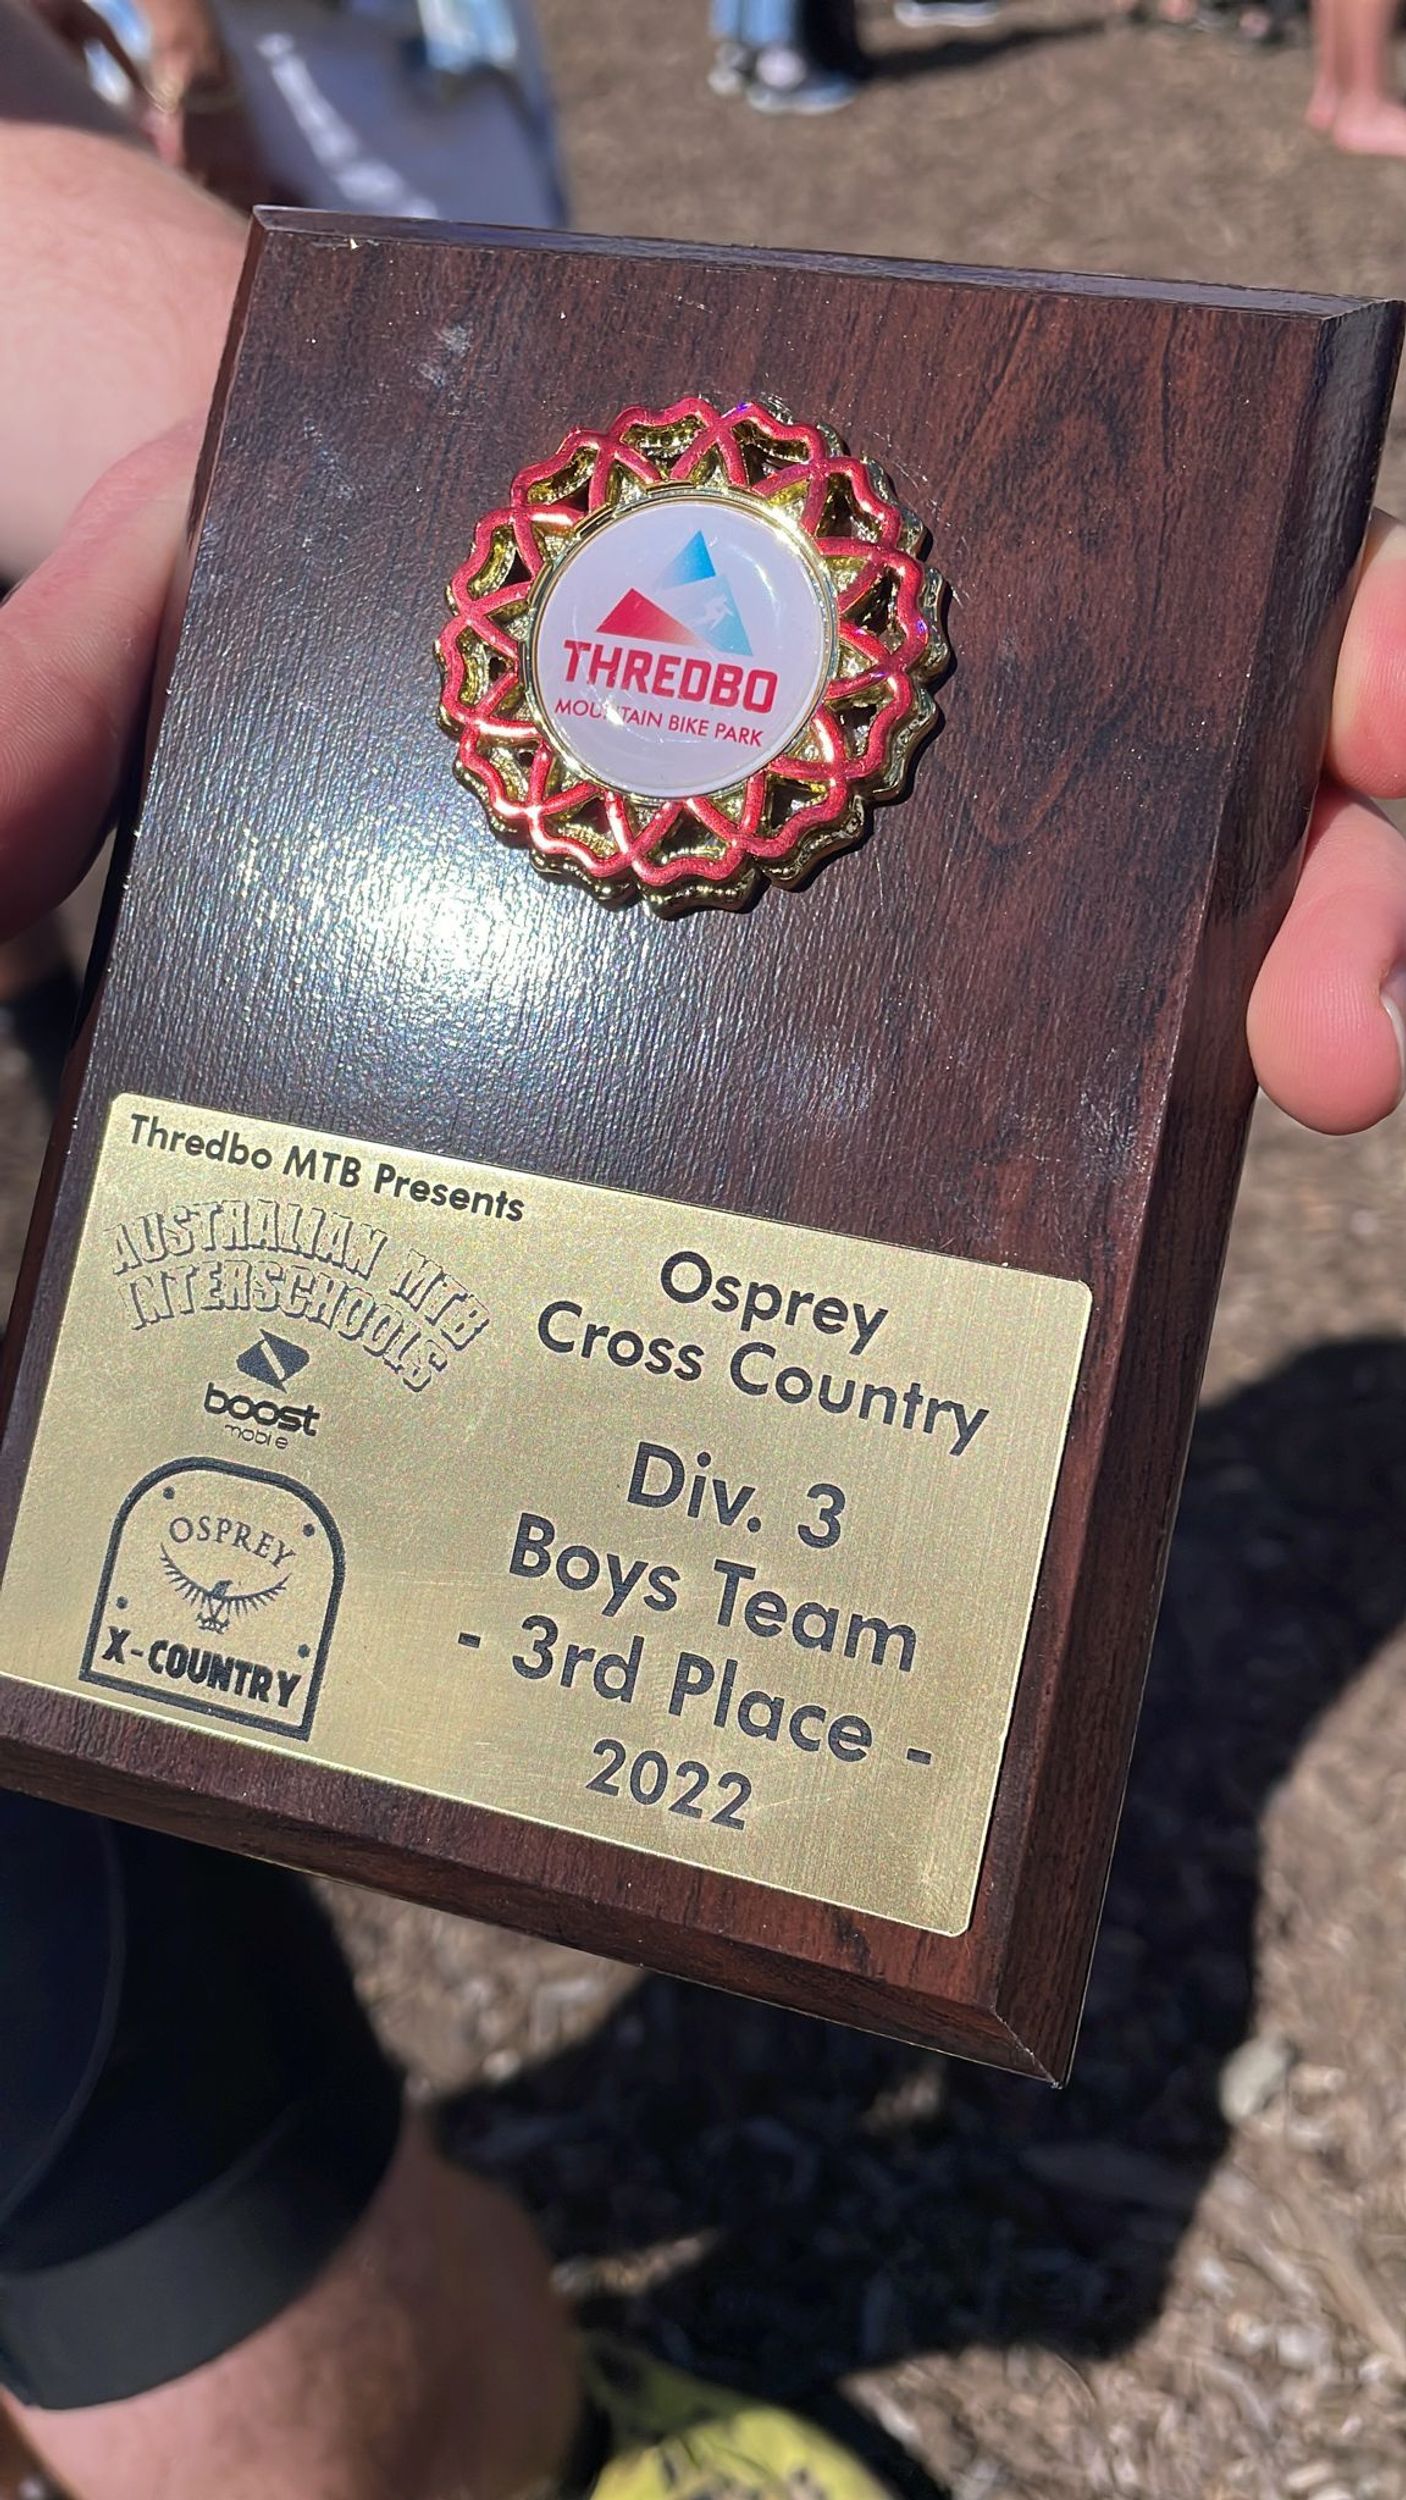 THREDBO
MOUNTAIN BIKE PARK
Thredbo MTB Presents
AUSTRALIAN MTB
INTERSCHOOLS
boost
mobile
OSPREY
X-COUNTRY
Osprey
Cross Country
Div. 3
Boys Team
- 3rd Place -
2022